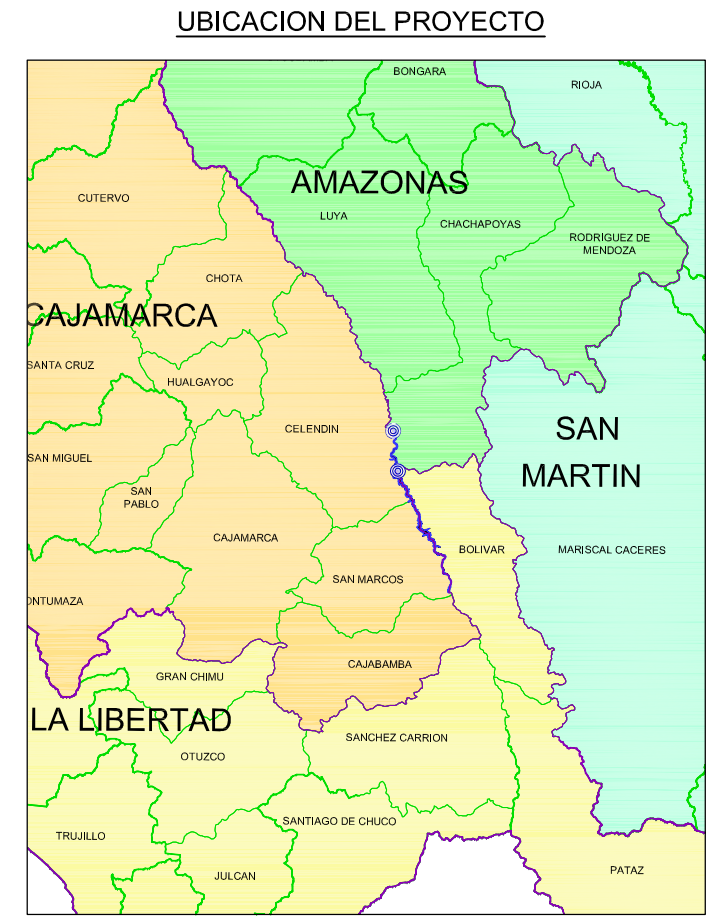 UBICACION DEL PROYECTO
BONGARA
RIOJA
AMAZONAS
CUTERVO
LUYA
CHACHAPOYAS
RODRIGUEZ DE
MENDOZA
CHOTA
CAJAMARCA
SANTA CRUZ
HUALGAYOC
CELENDIN
SAN
MARTIN
SAN MIGUEL
SAN
PABLO
CAJAMARCA
BOLIVAR
MARISCAL CACERES
SAN MARCOS
ONTUMAZA
CAJABAMBA
GRAN CHIMU
LA LIBERTAD
SANCHEZ CARRION
OTUZCO
SANTIAGO DE CHUCO
TRUJILLO
JULCAN
PATAZ